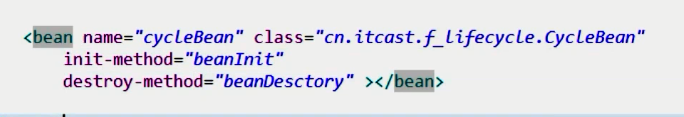 <bean name="cycleBean" class="cn.itcast.f_lifecycle.CycleBean"
init-method="beanInit"
destroy-method="beanDesctory" ></bean>